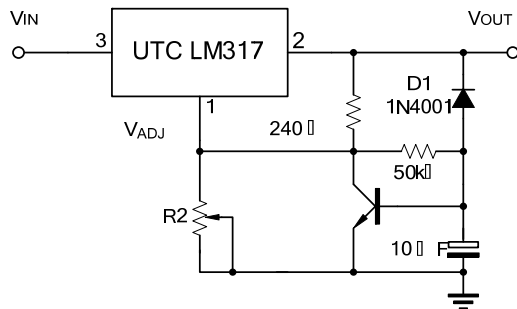 VIN
VOUT
3
UTC LM317
2
1
D1
1N4001
VADJ
240▯
50k▯
R2
10▯ F